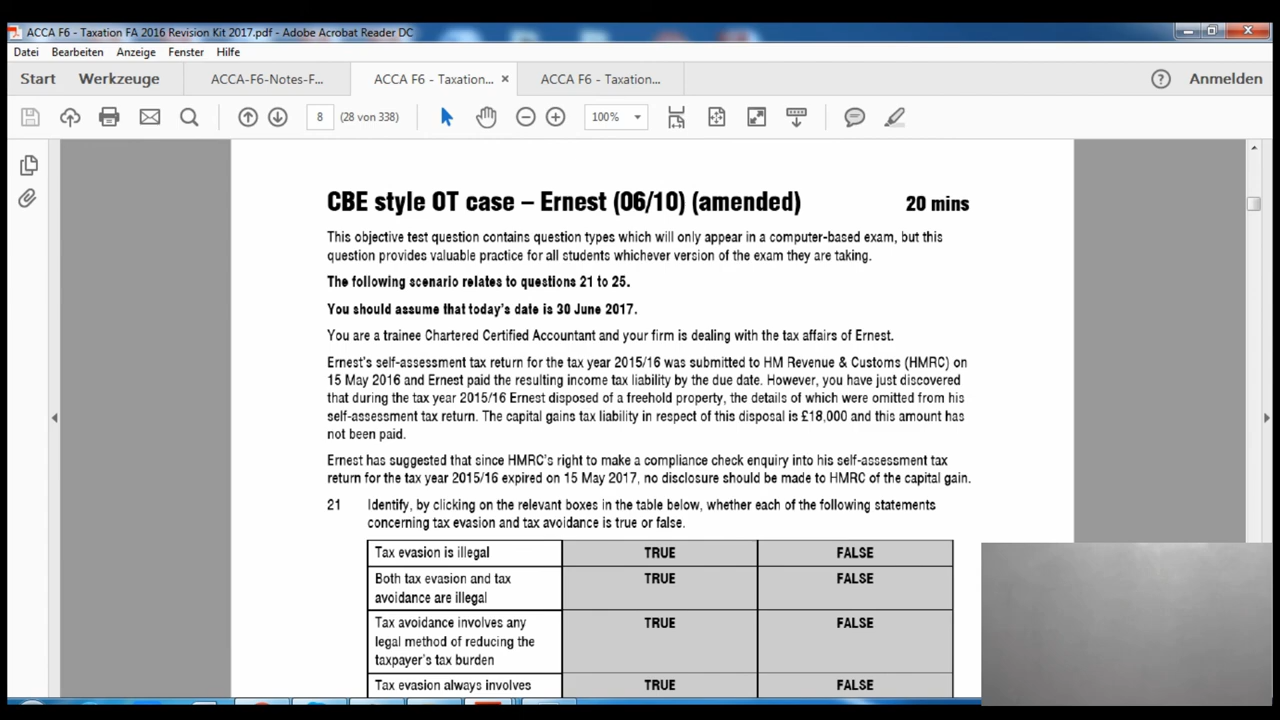 ACCA F6 - Taxation FA 2016 Revision Kit 2017.pdf - Adobe Acrobat Reader DC
Datei Bearbeiten Anzeige Fenster Hilfe
Start Werkzeuge ACCA-F6-Notes-F... ACCA F6 - Taxation... × ACCA F6 - Taxation... ? Anmelden
8 (28 von 338) 100%
CBE style OT case – Ernest (06/10) (amended) 20 mins
This objective test question contains question types which will only appear in a computer-based exam, but this
question provides valuable practice for all students whichever version of the exam they are taking.
The following scenario relates to questions 21 to 25.
You should assume that today's date is 30 June 2017.
You are a trainee Chartered Certified Accountant and your firm is dealing with the tax affairs of Ernest.
Ernest's self-assessment tax return for the tax year 2015/16 was submitted to HM Revenue & Customs (HMRC) on
15 May 2016 and Ernest paid the resulting income tax liability by the due date. However, you have just discovered
that during the tax year 2015/16 Ernest disposed of a freehold property, the details of which were omitted from his
self-assessment tax return. The capital gains tax liability in respect of this disposal is £18,000 and this amount has
not been paid.
Ernest has suggested that since HMRC's right to make a compliance check enquiry into his self-assessment tax
return for the tax year 2015/16 expired on 15 May 2017, no disclosure should be made to HMRC of the capital gain.
21 Identify, by clicking on the relevant boxes in the table below, whether each of the following statements
concerning tax evasion and tax avoidance is true or false.
Tax evasion is illegal TRUE FALSE
Both tax evasion and tax TRUE FALSE
avoidance are illegal
Tax avoidance involves any TRUE FALSE
legal method of reducing the
taxpayer's tax burden
Tax evasion always involves TRUE FALSE